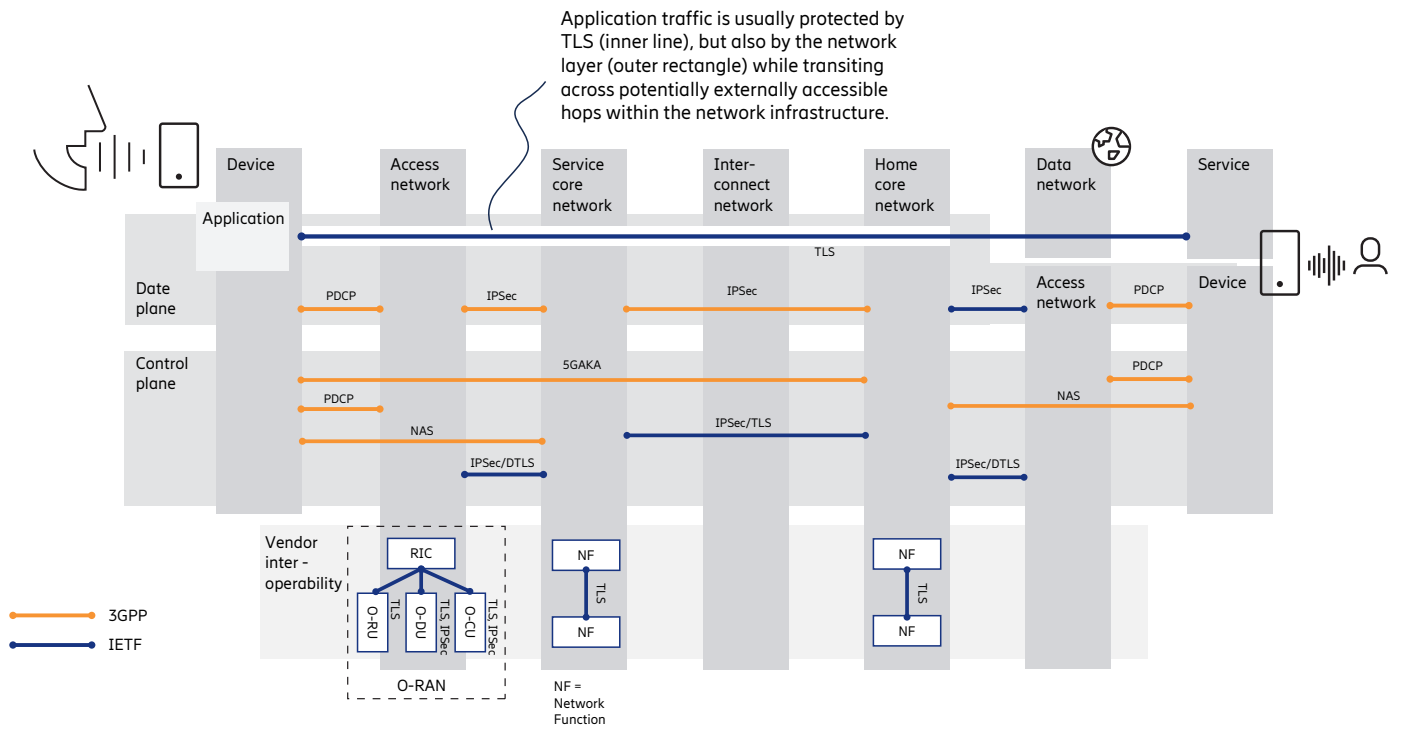 Application traffic is usually protected by
TLS (inner line), but also by the network
layer (outer rectangle) while transiting
across potentially externally accessible
hops within the network infrastructure.
Device
Access
network
Service
core
network
Inter-
connect
network
Home
core
network
Data
network
Service
Application
TLS
Date
plane
PDCP
IPSec
IPSec
IPSec
Access
network
PDCP
Device
Control
plane
5GAKA
PDCP
PDCP
NAS
NAS
IPSec/TLS
IPSec/DTLS
IPSec/DTLS
Vendor
inter -
operability
RIC
O-RU
TLS
O-DU
TLS, IPSec
O-CU
TLS, IPSec
O-RAN
NF
TLS
NF
NF
TLS
NF
3GPP
IETF
NF =
Network
Function